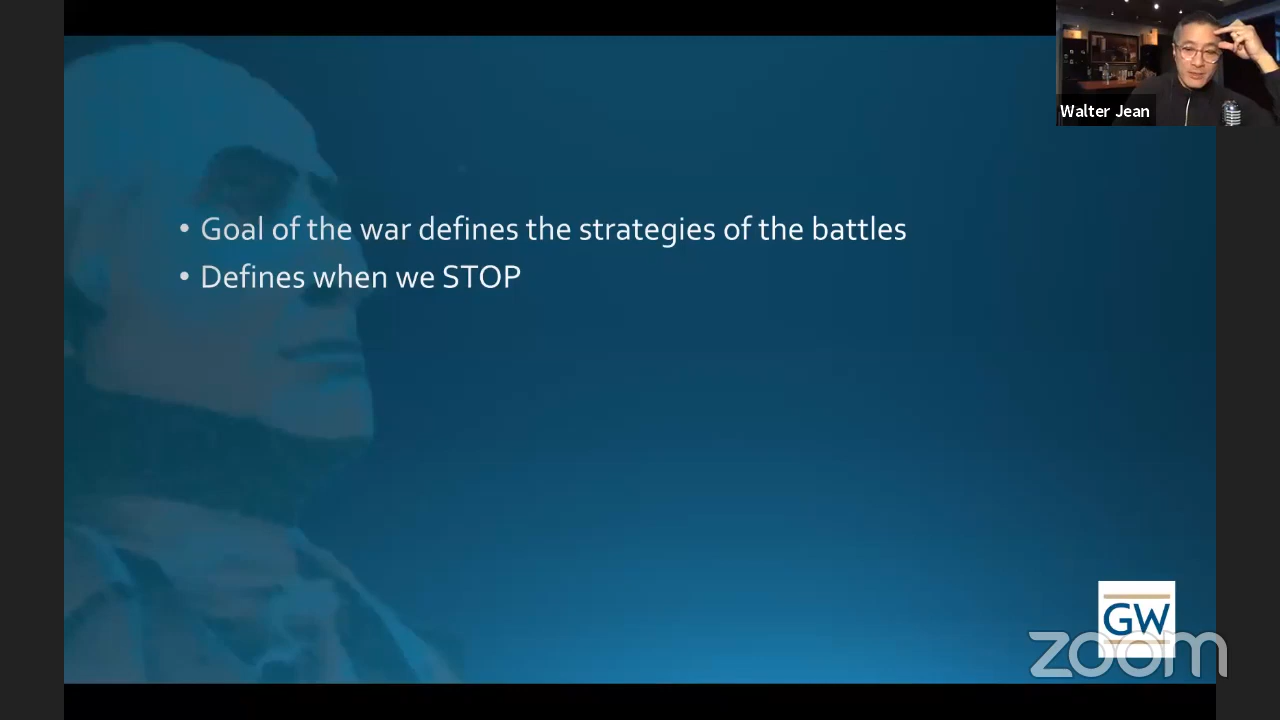 Walter Jean
• Goal of the war defines the strategies of the battles
• Defines when we STOP
GW
zoom